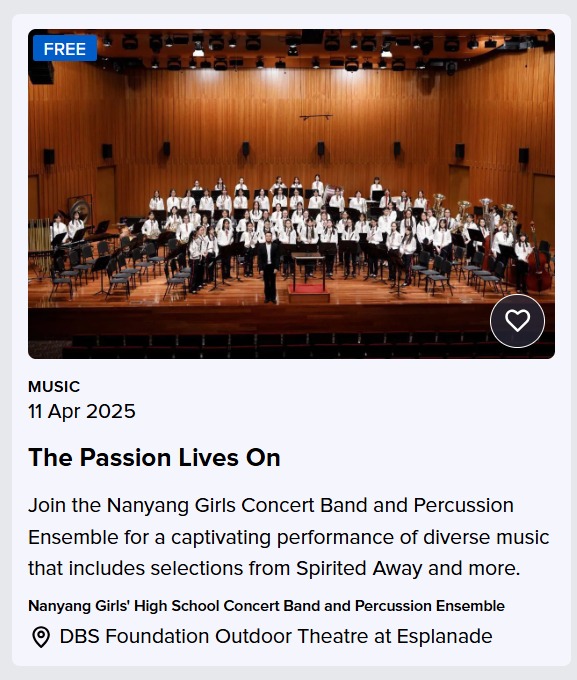 FREE
MUSIC
11 Apr 2025
The Passion Lives On
Join the Nanyang Girls Concert Band and Percussion
Ensemble for a captivating performance of diverse music
that includes selections from Spirited Away and more.
Nanyang Girls' High School Concert Band and Percussion Ensemble
DBS Foundation Outdoor Theatre at Esplanade